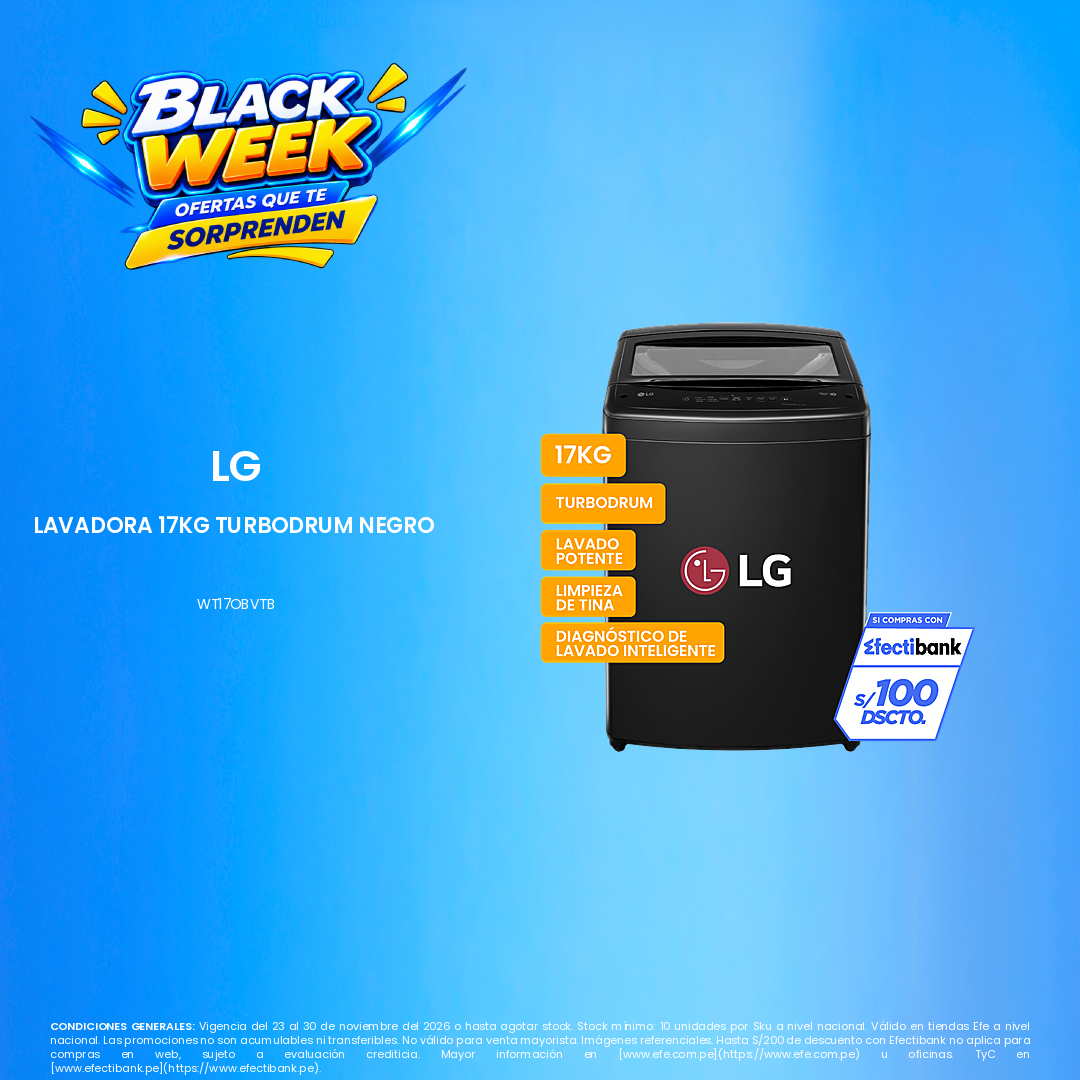 BLACK
WEEK
OFERTAS QUE TE
SORPRENDEN
LG
LAVADORA 17KG TURBODRUM NEGRO
WT17OBVTB
LG
17KG
TURBODRUM
LAVADO
POTENTE
LIMPIEZA
DE TINA
DIAGNÓSTICO DE
LAVADO INTELIGENTE
LG
SI COMPRAS CON
Efectibank
S/100
DSCTO.
CONDICIONES GENERALES: Vigencia del 23 al 30 de noviembre del 2026 o hasta agotar stock. Stock mínimo: 10 unidades por Sku a nivel nacional. Válido en tiendas Efe a nivel
nacional. Las promociones no son acumulables ni transferibles. No válido para venta mayorista. Imágenes referenciales. Hasta S/200 de descuento con Efectibank no aplica para
compras en web, sujeto a evaluación crediticia. Mayor información en [www.efe.com.pe](https://www.efe.com.pe) u oficinas. TyC en
[www.efectibank.pe](https://www.efectibank.pe).